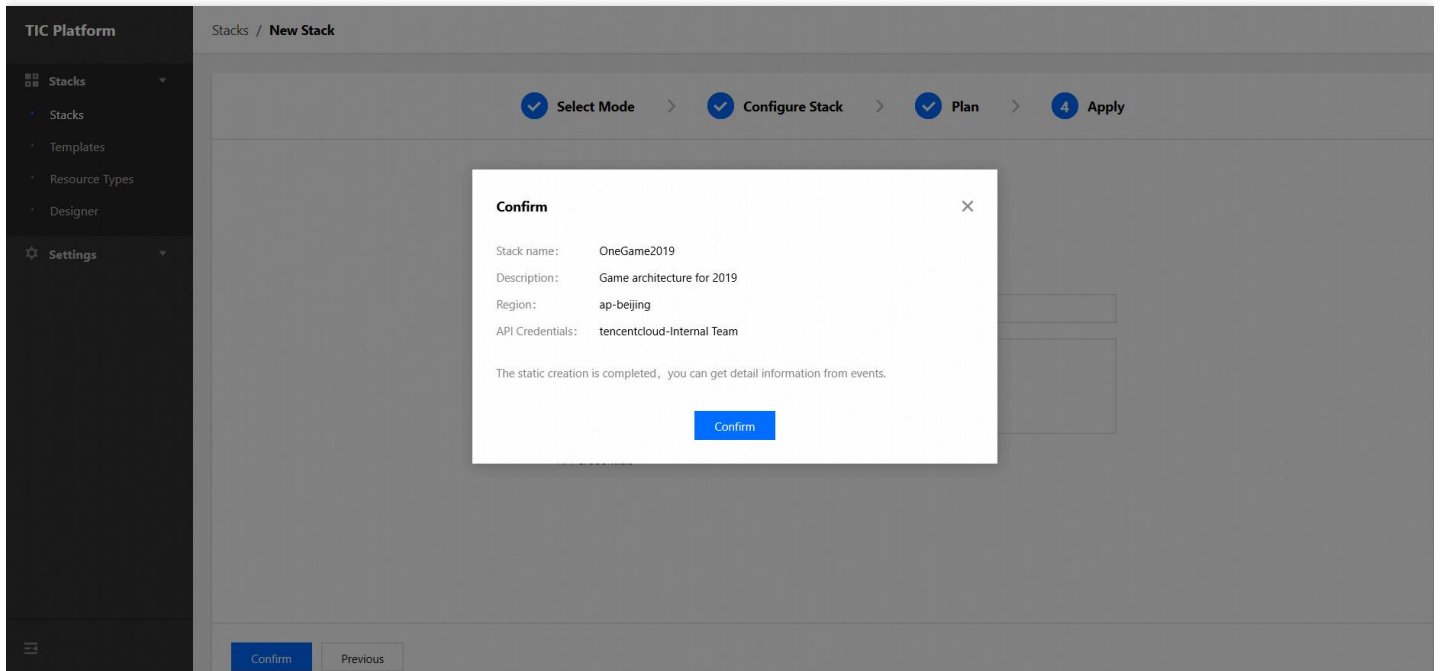 TIC Platform
Stacks / New Stack
Stacks
Stacks
Templates
Resource Types
Designer
Settings
Select Mode > Configure Stack > Plan > 4 Apply
Confirm
Stack name: OneGame2019
Description: Game architecture for 2019
Region: ap-beijing
API Credentials: tencentcloud-Internal Team
The static creation is completed，you can get detail information from events.
Confirm
Confirm
Previous